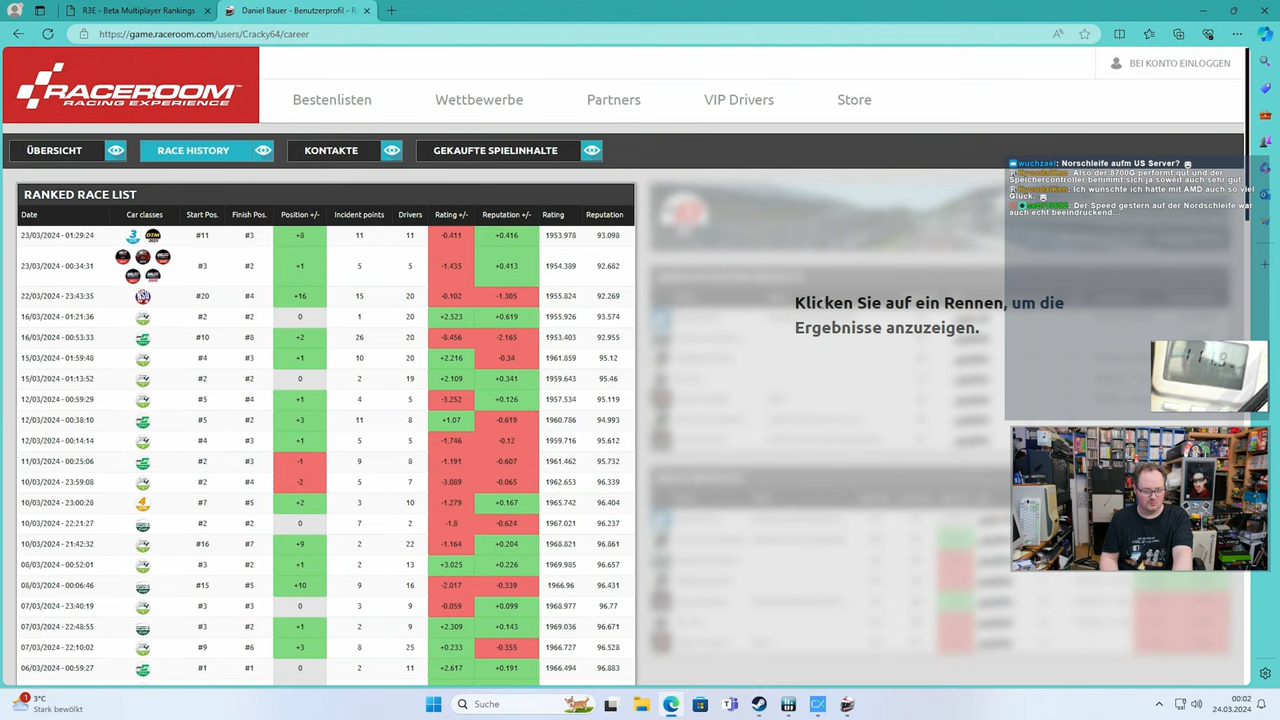 R3E - Beta Multiplayer Rankings
Daniel Bauer - Benutzerprofil - R
https://game.raceroom.com/users/Cracky64/career
RACEROOM
RACING EXPERIENCE
BEI KONTO EINLOGGEN
Bestenlisten Wettbewerbe Partners VIP Drivers Store
ÜBERSICHT RACE HISTORY KONTAKTE GEKAUFTE SPIELINHALTE
wuchzael: Norschleife aufm US Server?
Also der 8700G performt gut und der
Speichercontroller benimmt sich ja soweit auch sehr gut.
Ich wünschte ich hätte mit AMD auch so viel
Glück.
Der Speed gestern auf der Nordschleife war
auch echt beeindruckend...
RANKED RACE LIST
Date Car classes Start Pos. Finish Pos. Position +/- Incident points Drivers Rating +/- Reputation +/- Rating Reputation
23/03/2024 - 01:29:24 #11 #3 +8 11 11 -0.411 +0.416 1953.978 93.098
23/03/2024 - 00:34:31 #3 #2 +1 5 5 -1.435 +0.413 1954.389 92.682
22/03/2024 - 23:43:35 #20 #4 +16 15 20 -0.102 -1.305 1955.824 92.269
16/03/2024 - 01:21:36 #2 #2 0 1 20 +2.523 +0.619 1955.926 93.574
16/03/2024 - 00:53:33 #10 #8 +2 26 20 -8.456 -2.165 1953.403 92.955
15/03/2024 - 01:59:48 #4 #3 +1 10 20 +2.216 -0.34 1961.859 95.12
15/03/2024 - 01:13:52 #2 #2 0 2 19 +2.109 +0.341 1959.643 95.46
12/03/2024 - 00:59:29 #5 #4 +1 4 5 -3.252 +0.126 1957.534 95.119
12/03/2024 - 00:38:10 #5 #2 +3 11 8 +1.07 -0.619 1960.786 94.993
12/03/2024 - 00:14:14 #4 #3 +1 5 5 -1.746 -0.12 1959.716 95.612
11/03/2024 - 00:25:06 #2 #3 -1 9 8 -1.191 -0.607 1961.462 95.732
10/03/2024 - 23:59:08 #2 #4 -2 5 7 -3.089 -0.065 1962.653 96.339
10/03/2024 - 23:00:28 #7 #5 +2 3 10 -1.279 +0.167 1965.742 96.404
10/03/2024 - 22:21:27 #2 #2 0 7 2 -1.8 -0.624 1967.021 96.237
10/03/2024 - 21:42:32 #16 #7 +9 2 22 -1.164 +0.204 1968.821 96.861
08/03/2024 - 00:52:01 #3 #2 +1 2 13 +3.025 +0.226 1969.985 96.657
08/03/2024 - 00:06:46 #15 #5 +10 9 16 -2.017 -0.339 1966.96 96.431
07/03/2024 - 23:40:19 #3 #3 0 3 9 -0.059 +0.099 1968.977 96.77
07/03/2024 - 22:48:55 #3 #2 +1 2 9 +2.309 +0.143 1969.036 96.671
07/03/2024 - 22:10:02 #9 #6 +3 8 25 +0.233 -0.355 1966.727 96.528
06/03/2024 - 00:59:27 #1 #1 0 2 11 +2.617 +0.191 1966.494 96.883
Klicken Sie auf ein Rennen, um die
Ergebnisse anzuzeigen.
3°C
Stark bewölkt
Suche
00:02
24.03.2024